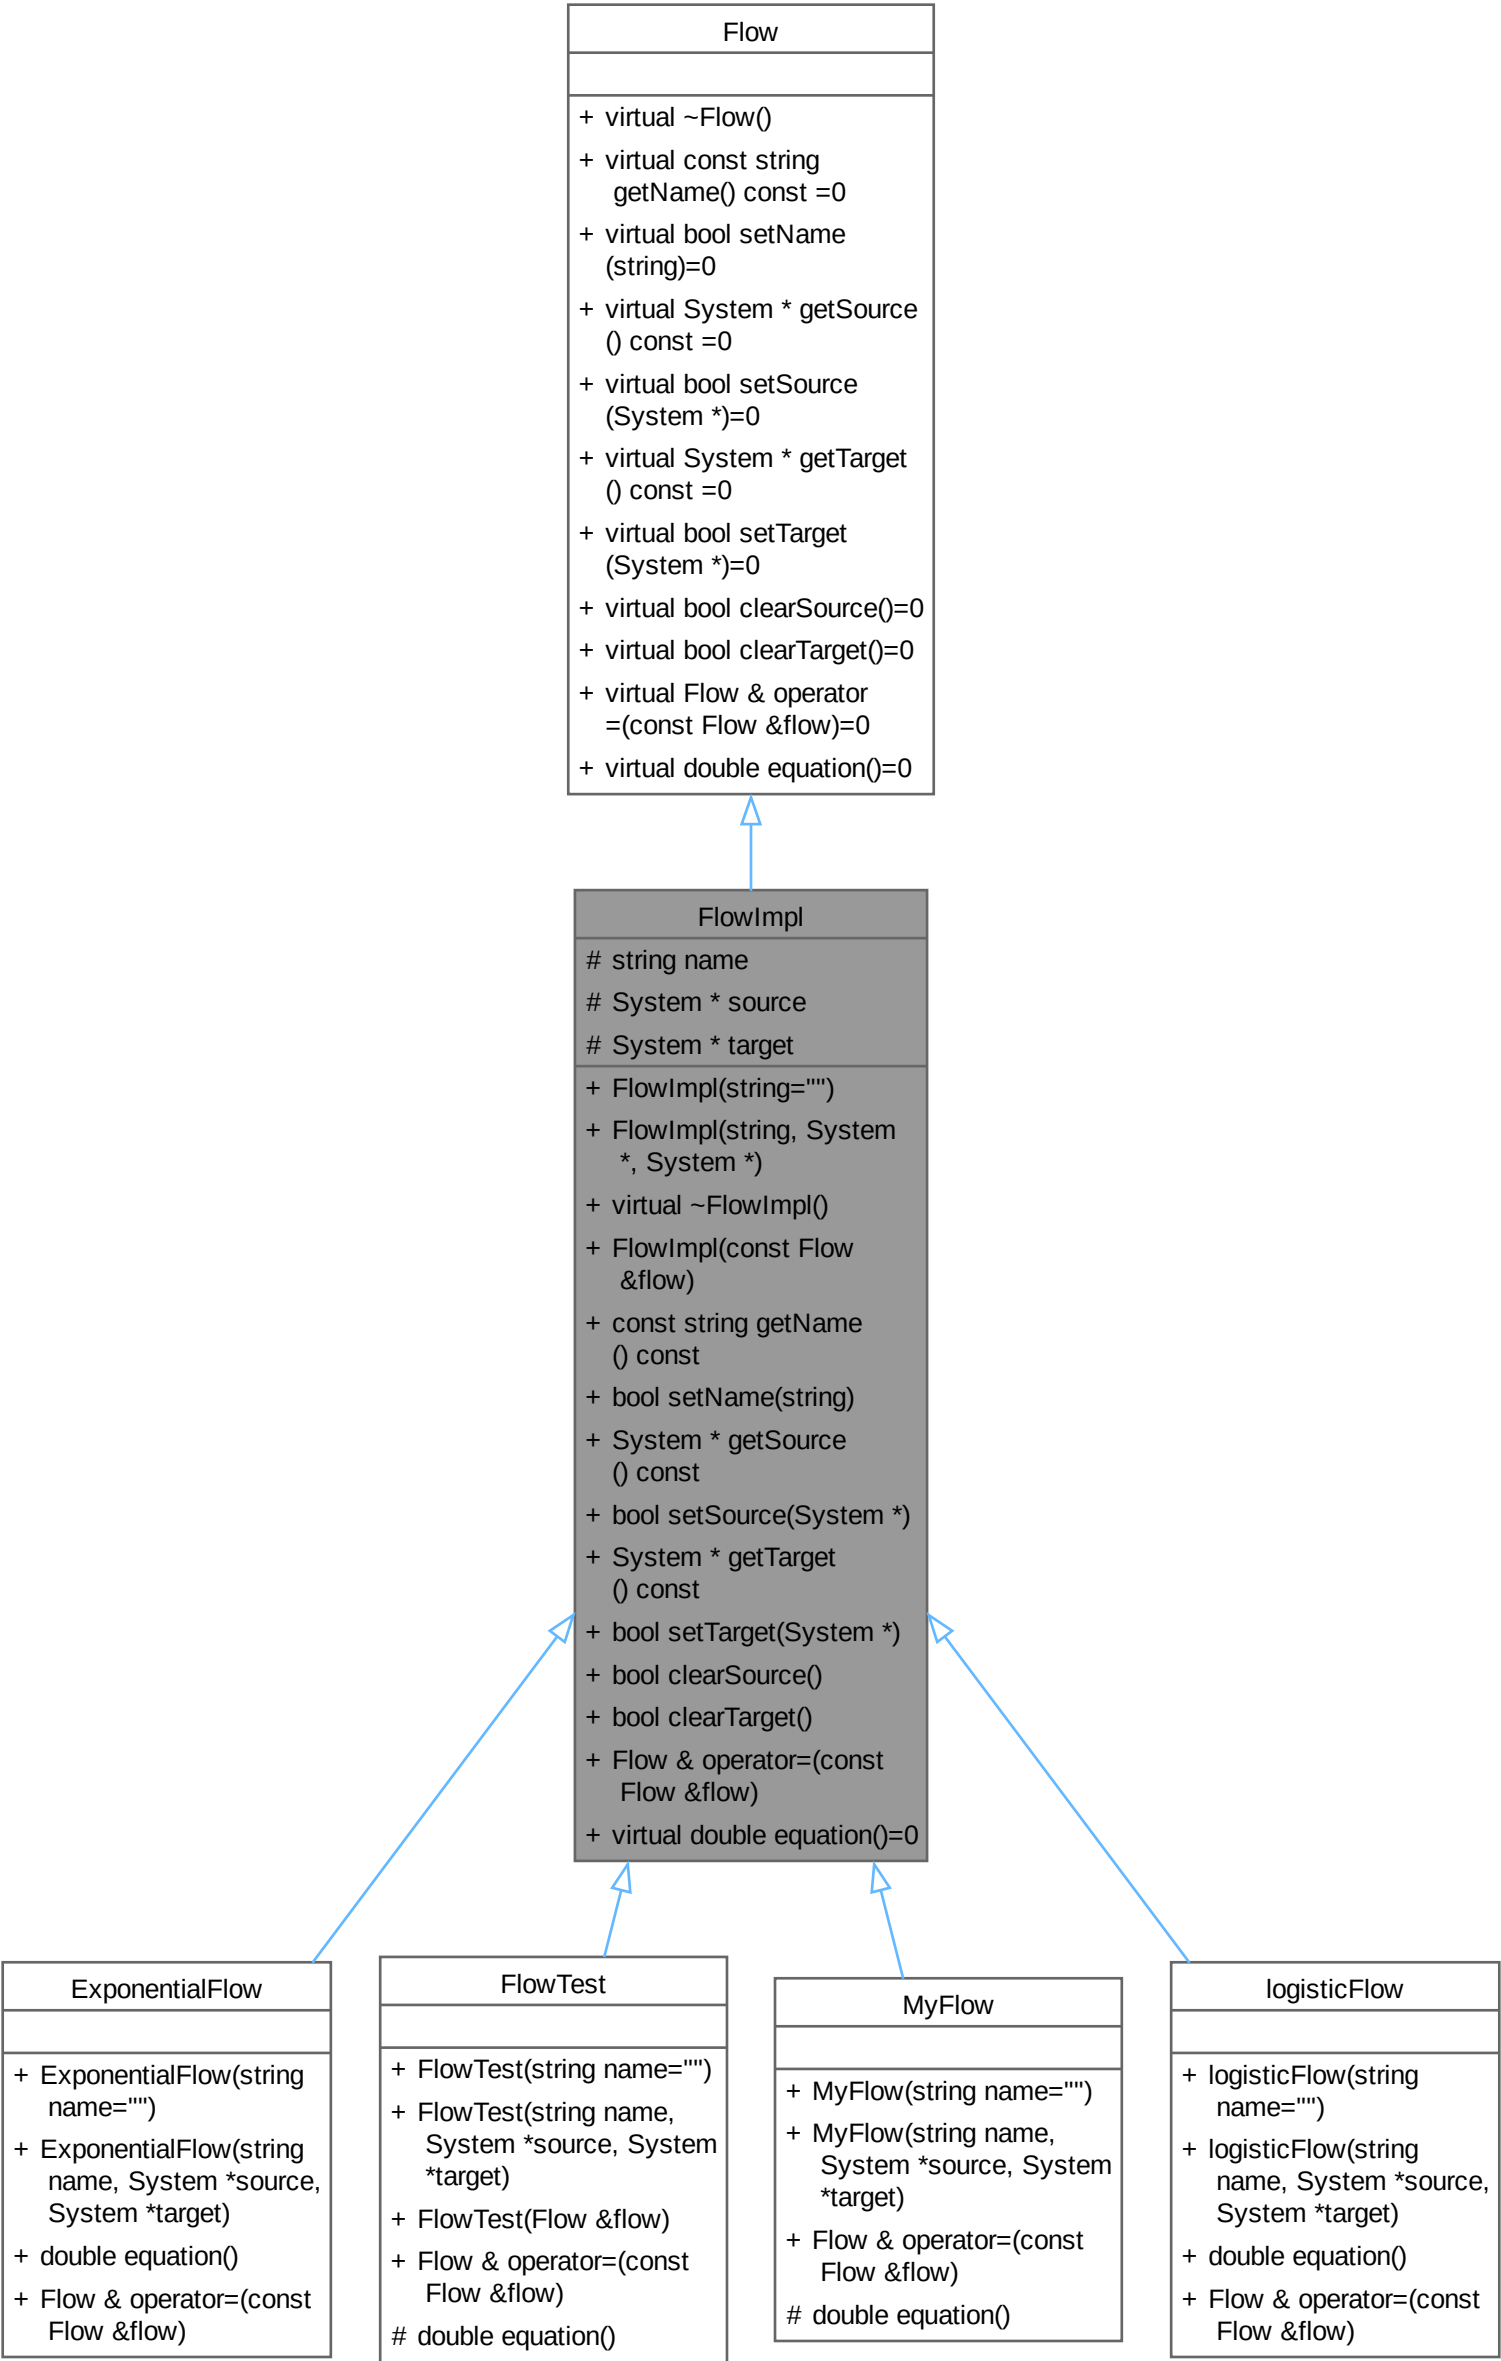 Flow
+ virtual ~Flow()
+ virtual const string
getName() const =0
+ virtual bool setName
(string)=0
+ virtual System * getSource
() const =0
+ virtual bool setSource
(System *)=0
+ virtual System * getTarget
() const =0
+ virtual bool setTarget
(System *)=0
+ virtual bool clearSource()=0
+ virtual bool clearTarget()=0
+ virtual Flow & operator
=(const Flow &flow)=0
+ virtual double equation()=0
FlowImpl
# string name
# System * source
# System * target
+ FlowImpl(string="")
+ FlowImpl(string, System
*, System *)
+ virtual ~FlowImpl()
+ FlowImpl(const Flow
&flow)
+ const string getName
() const
+ bool setName(string)
+ System * getSource
() const
+ bool setSource(System *)
+ System * getTarget
() const
+ bool setTarget(System *)
+ bool clearSource()
+ bool clearTarget()
+ Flow & operator=(const
Flow &flow)
+ virtual double equation()=0
ExponentialFlow
+ ExponentialFlow(string
name="")
+ ExponentialFlow(string
name, System *source,
System *target)
+ double equation()
+ Flow & operator=(const
Flow &flow)
FlowTest
+ FlowTest(string name="")
+ FlowTest(string name,
System *source, System
*target)
+ FlowTest(Flow &flow)
+ Flow & operator=(const
Flow &flow)
# double equation()
MyFlow
+ MyFlow(string name="")
+ MyFlow(string name,
System *source, System
*target)
+ Flow & operator=(const
Flow &flow)
# double equation()
logisticFlow
+ logisticFlow(string
name="")
+ logisticFlow(string
name, System *source,
System *target)
+ double equation()
+ Flow & operator=(const
Flow &flow)